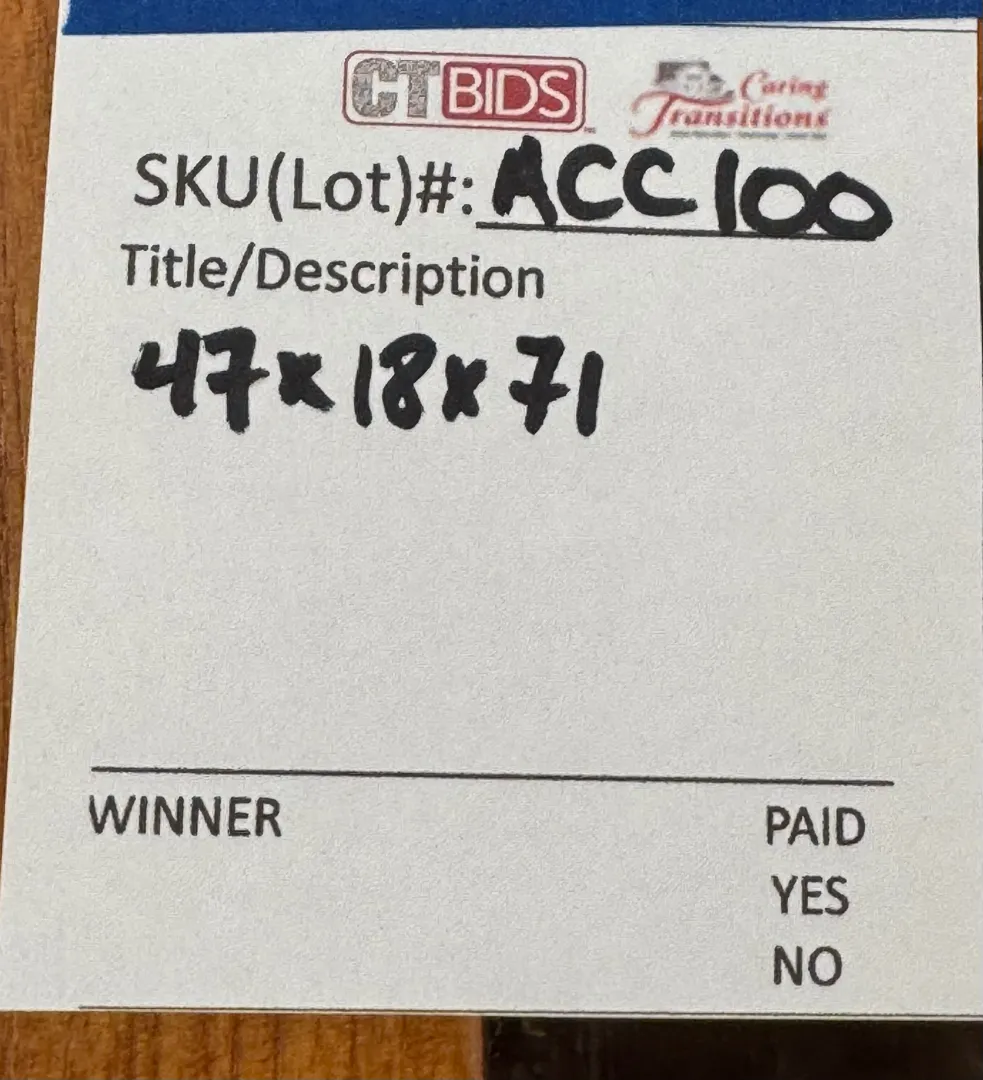 CTBIDS
Caring
Transitions
SKU(Lot)#: ACC100
Title/Description
47x18x71
WINNER
PAID
YES
NO